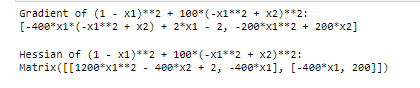 Gradient of (1 - x1)**2 + 100*(-x1**2 + x2)**2:
[-400*x1*(-x1**2 + x2) + 2*x1 - 2, -200*x1**2 + 200*x2]
Hessian of (1 - x1)**2 + 100*(-x1**2 + x2)**2:
Matrix([[1200*x1**2 - 400*x2 + 2, -400*x1], [-400*x1, 200]])